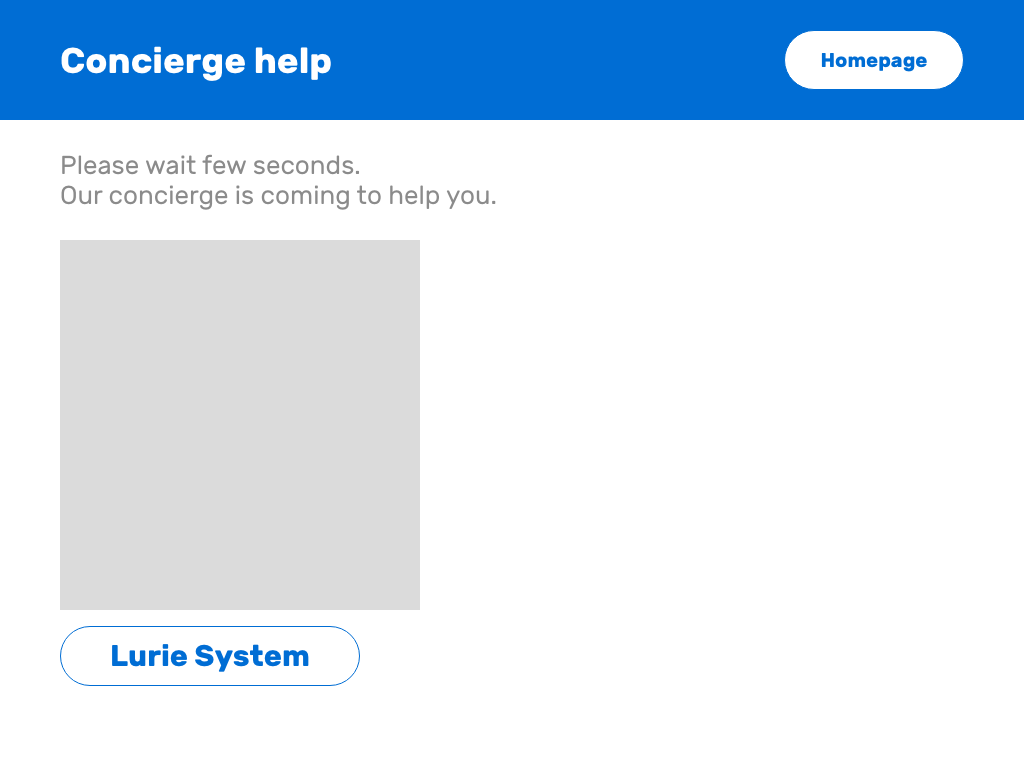 Concierge help
Homepage
Please wait few seconds.
Our concierge is coming to help you.
Lurie System